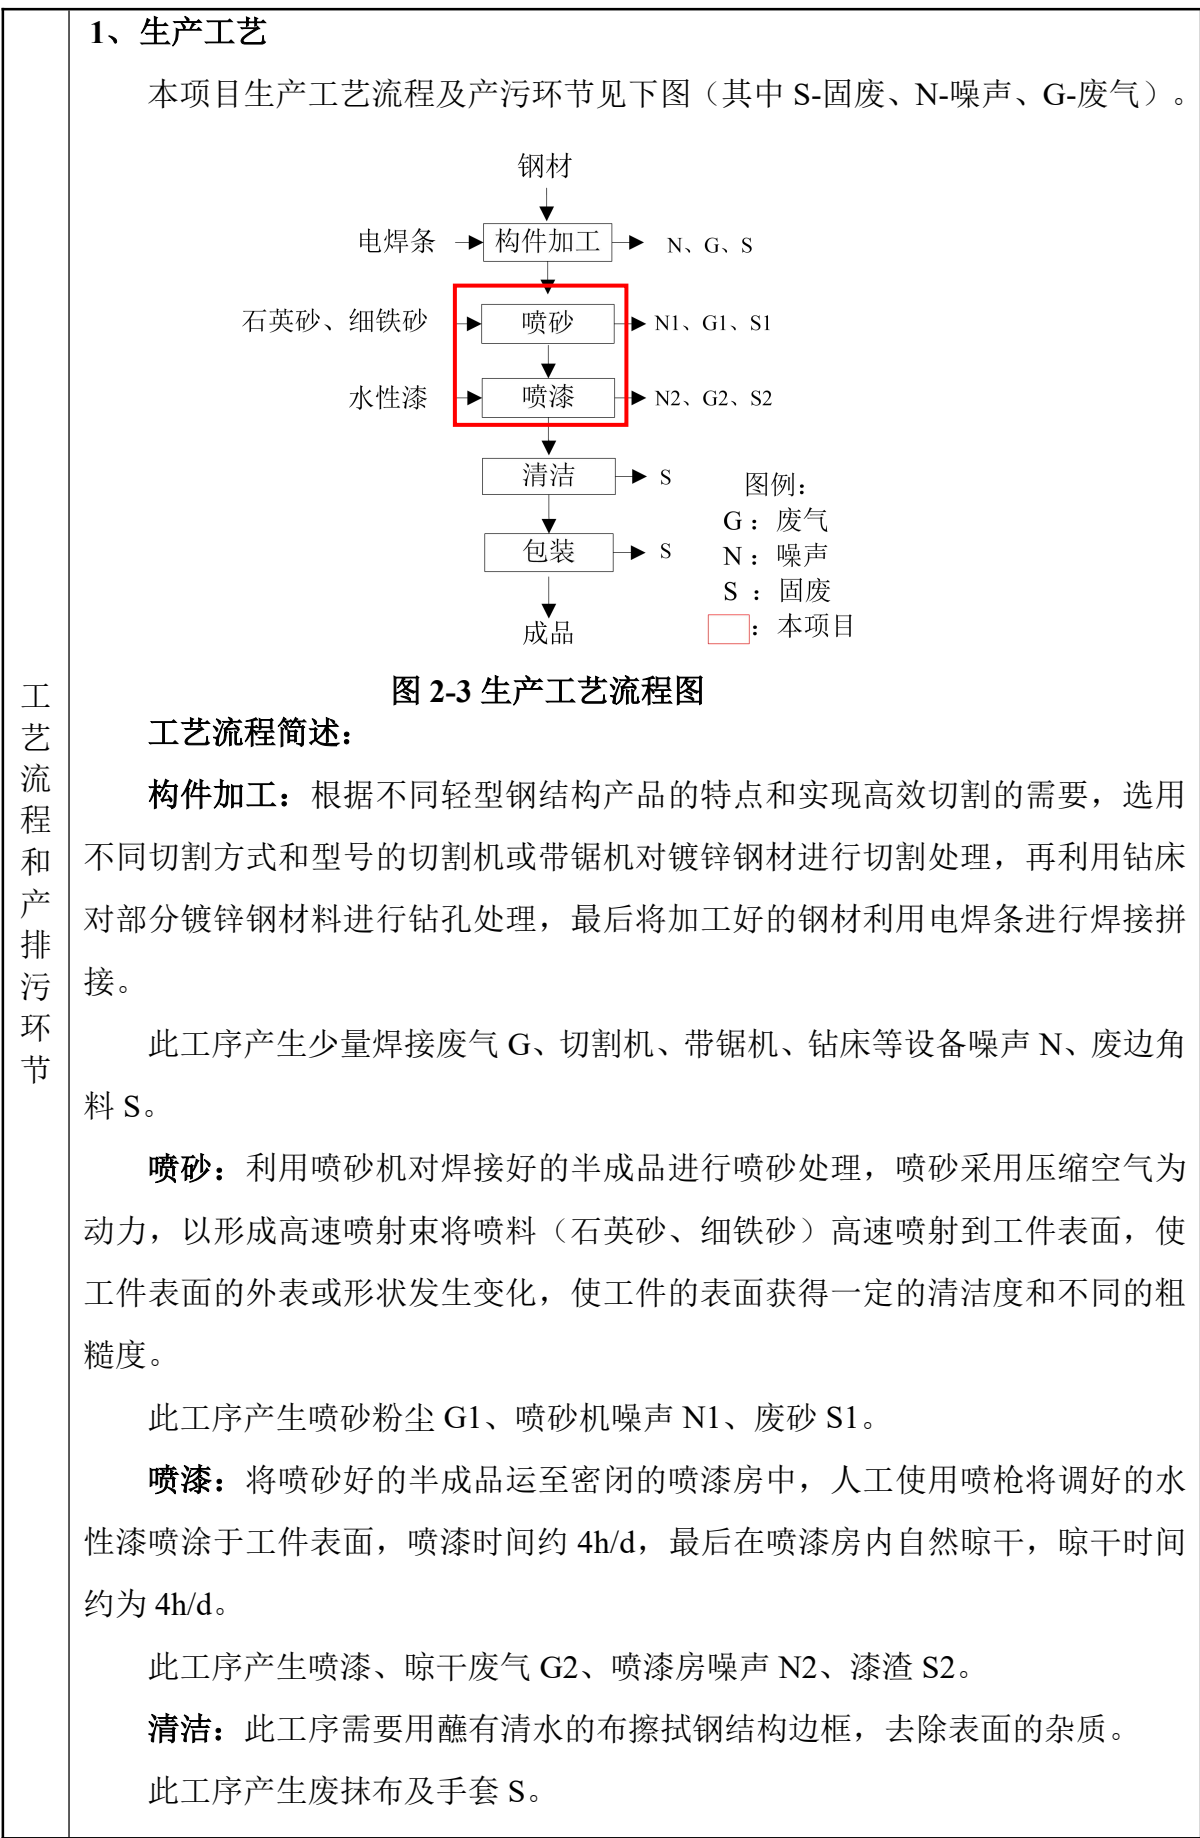 1、生产工艺
本项目生产工艺流程及产污环节见下图（其中 S-固废、N-噪声、G-废气）。
钢材
电焊条 构件加工 N、G、S
石英砂、细铁砂 喷砂 N1、G1、S1
水性漆 喷漆 N2、G2、S2
清洁 S
包装 S
成品
图例：
G：废气
N：噪声
S：固废
：本项目
图 2-3 生产工艺流程图
工艺流程和产排污环节
工艺流程简述：
构件加工：根据不同轻型钢结构产品的特点和实现高效切割的需要，选用
不同切割方式和型号的切割机或带锯机对镀锌钢材进行切割处理，再利用钻床
对部分镀锌钢材料进行钻孔处理，最后将加工好的钢材利用电焊条进行焊接拼
接。
此工序产生少量焊接废气 G、切割机、带锯机、钻床等设备噪声 N、废边角
料 S。
喷砂：利用喷砂机对焊接好的半成品进行喷砂处理，喷砂采用压缩空气为
动力，以形成高速喷射束将喷料（石英砂、细铁砂）高速喷射到工件表面，使
工件表面的外表或形状发生变化，使工件的表面获得一定的清洁度和不同的粗
糙度。
此工序产生喷砂粉尘 G1、喷砂机噪声 N1、废砂 S1。
喷漆：将喷砂好的半成品运至密闭的喷漆房中，人工使用喷枪将调好的水
性漆喷涂于工件表面，喷漆时间约 4h/d，最后在喷漆房内自然晾干，晾干时间
约为 4h/d。
此工序产生喷漆、晾干废气 G2、喷漆房噪声 N2、漆渣 S2。
清洁：此工序需要用蘸有清水的布擦拭钢结构边框，去除表面的杂质。
此工序产生废抹布及手套 S。